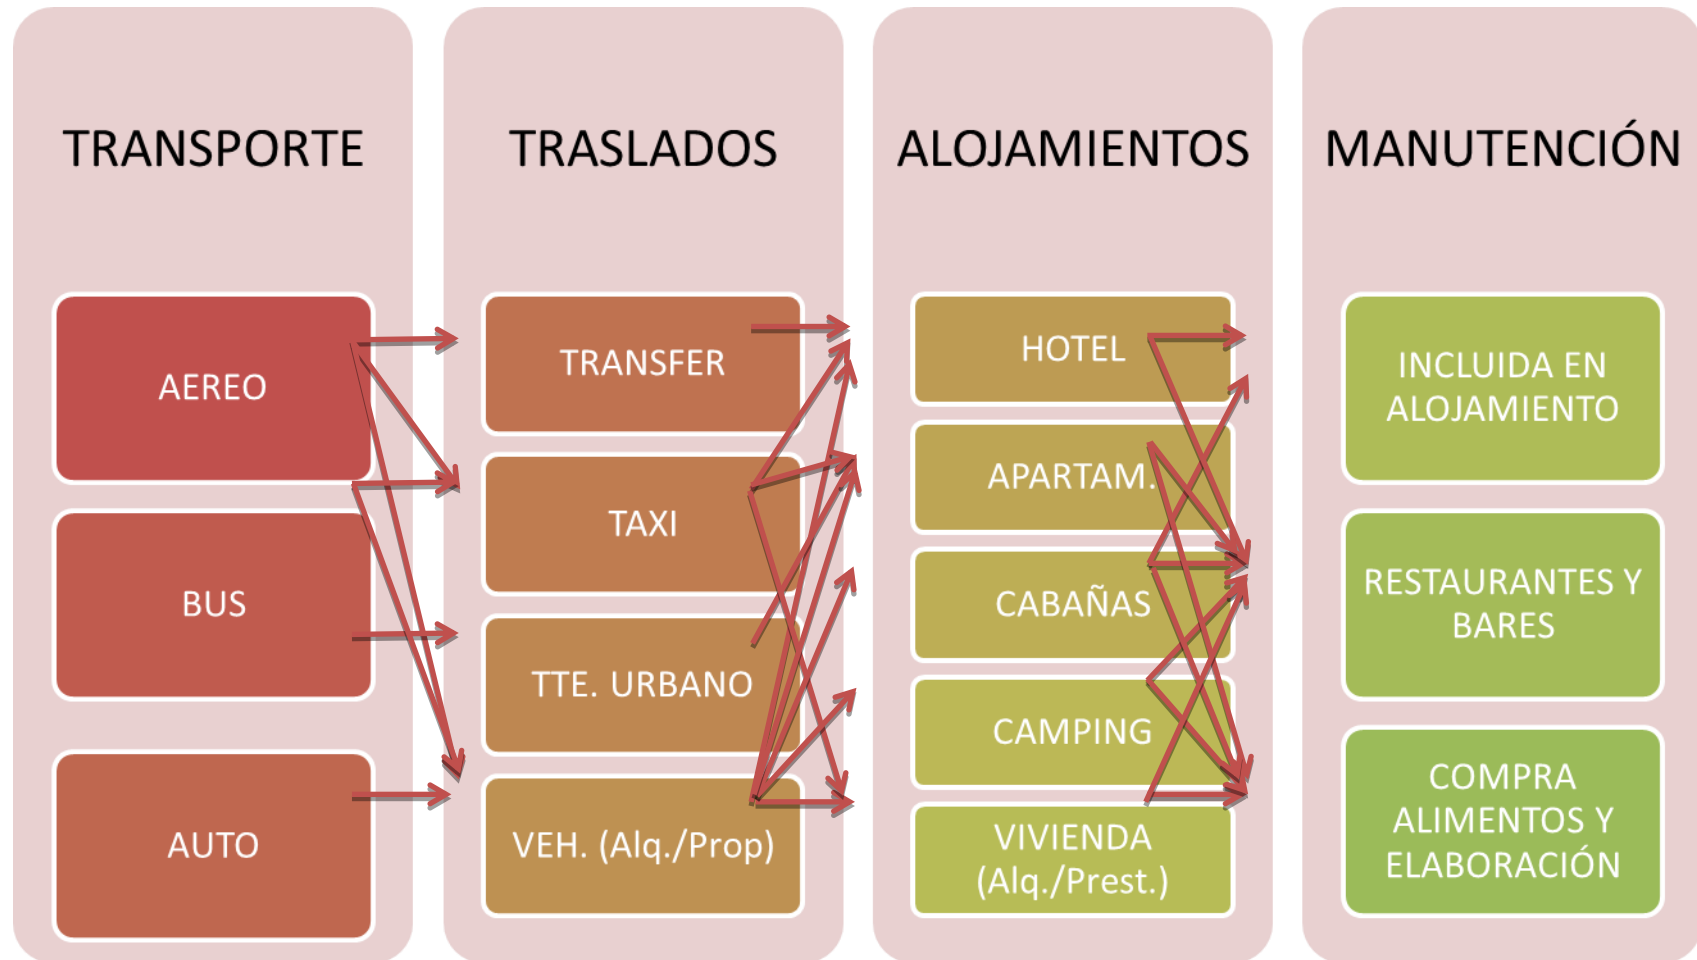 TRANSPORTE
AEREO
BUS
AUTO
TRASLADOS
TRANSFER
TAXI
TTE. URBANO
VEH. (Alq./Prop)
ALOJAMIENTOS
HOTEL
APARTAM.
CABAÑAS
CAMPING
VIVIENDA
(Alq./Prest.)
MANUTENCIÓN
INCLUIDA EN
ALOJAMIENTO
RESTAURANTES Y
BARES
COMPRA
ALIMENTOS Y
ELABORACIÓN